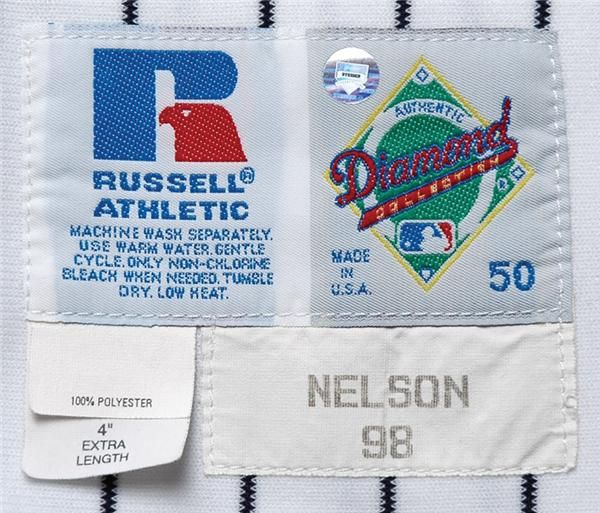 RUSSELL®
ATHLETIC
MACHINE WASH SEPARATELY.
USE WARM WATER. GENTLE
CYCLE. ONLY NON-CHLORINE
BLEACH WHEN NEEDED. TUMBLE
DRY. LOW HEAT.
STEINER
AUTHENTIC
Diamond
COLLECTION
MADE
IN
U.S.A.
50
100% POLYESTER
4"
EXTRA
LENGTH
NELSON
98